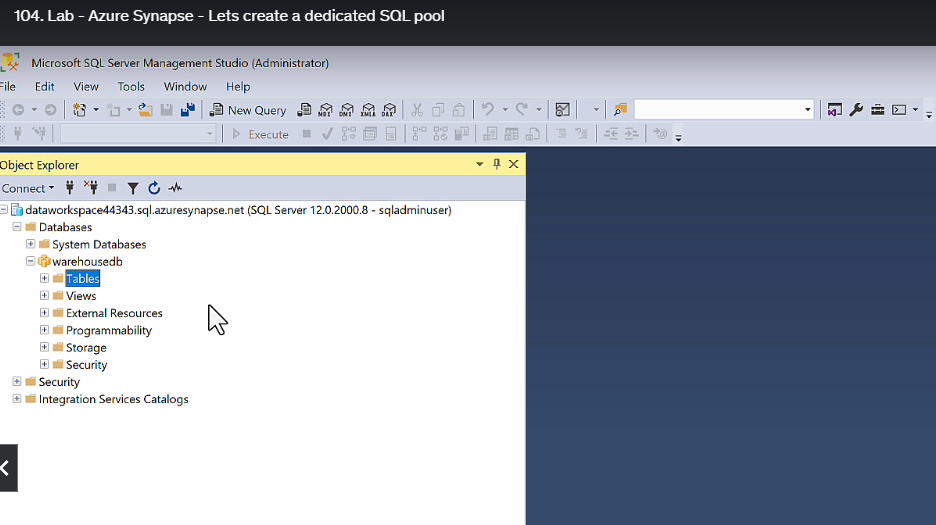 104. Lab - Azure Synapse - Lets create a dedicated SQL pool
Microsoft SQL Server Management Studio (Administrator)
File Edit View Tools Window Help
New Query MDX DMX XMLA DAX
Execute
Object Explorer
Connect
dataworkspace44343.sql.azuresynapse.net (SQL Server 12.0.2000.8 - sqladminuser)
Databases
System Databases
warehousedb
Tables
Views
External Resources
Programmability
Storage
Security
Security
Integration Services Catalogs